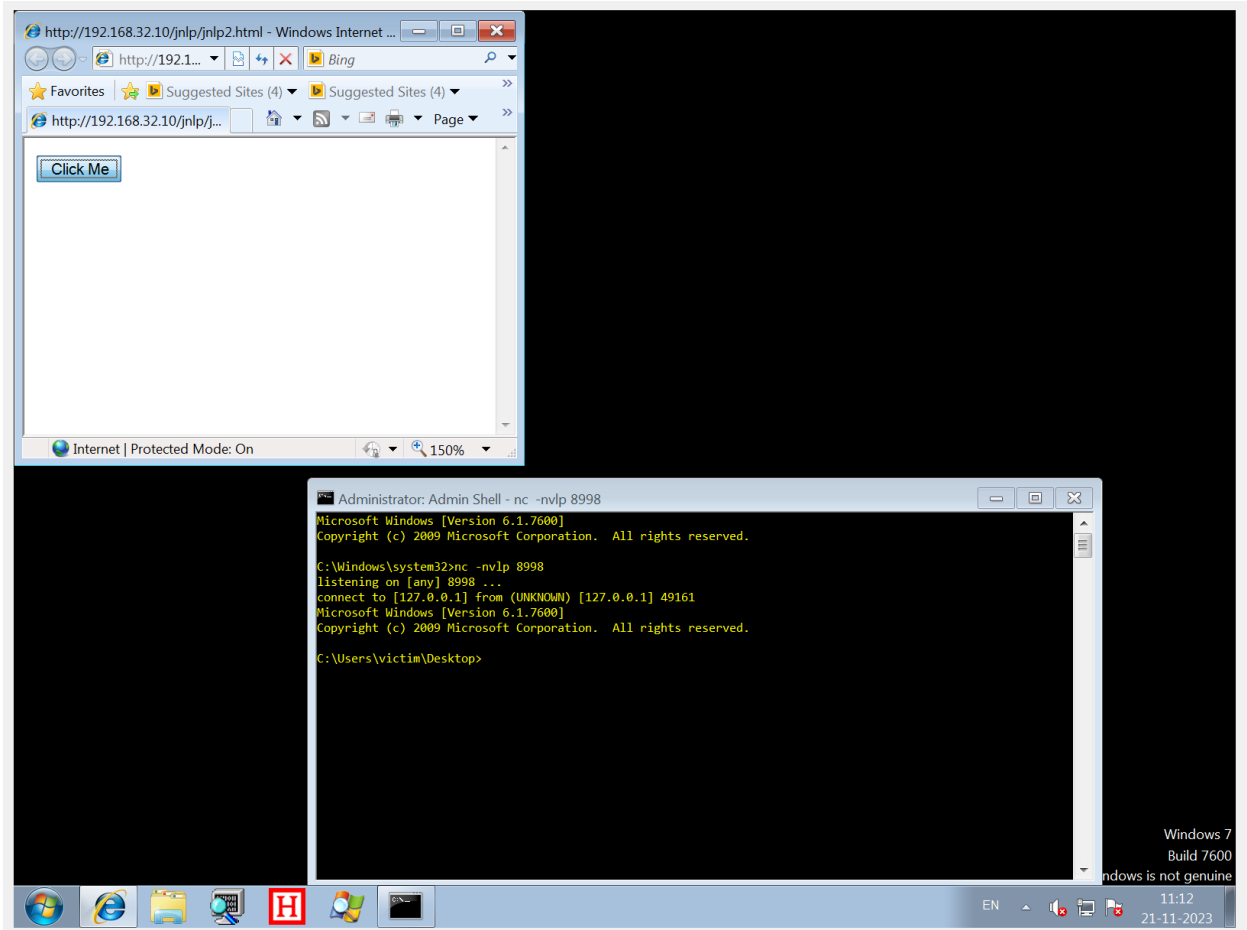 http://192.168.32.10/jnlp/jnlp2.html - Windows Internet ...
http://192.1...
Bing
Favorites
Suggested Sites (4)
Suggested Sites (4)
http://192.168.32.10/jnlp/j...
Page
Click Me
Internet | Protected Mode: On
150%
Administrator: Admin Shell - nc  -nvlp 8998
Microsoft Windows [Version 6.1.7600]
Copyright (c) 2009 Microsoft Corporation.  All rights reserved.
C:\Windows\system32>nc -nvlp 8998
listening on [any] 8998 ...
connect to [127.0.0.1] from (UNKNOWN) [127.0.0.1] 49161
Microsoft Windows [Version 6.1.7600]
Copyright (c) 2009 Microsoft Corporation.  All rights reserved.
C:\Users\victim\Desktop>
Windows 7
Build 7600
ndows is not genuine
H
EN
11:12
21-11-2023